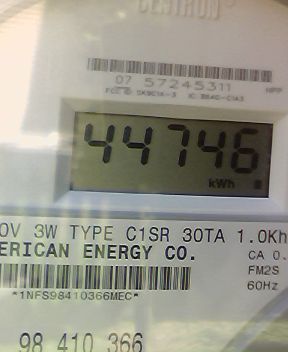 CENTRON
07 57245311
44746
kWh
0V 3W TYPE C1SR 30TA 1.0Kh
ERICAN ENERGY CO.
CA 0.
FM2S
*1NFS98410366MEC*
60Hz
98 410 366